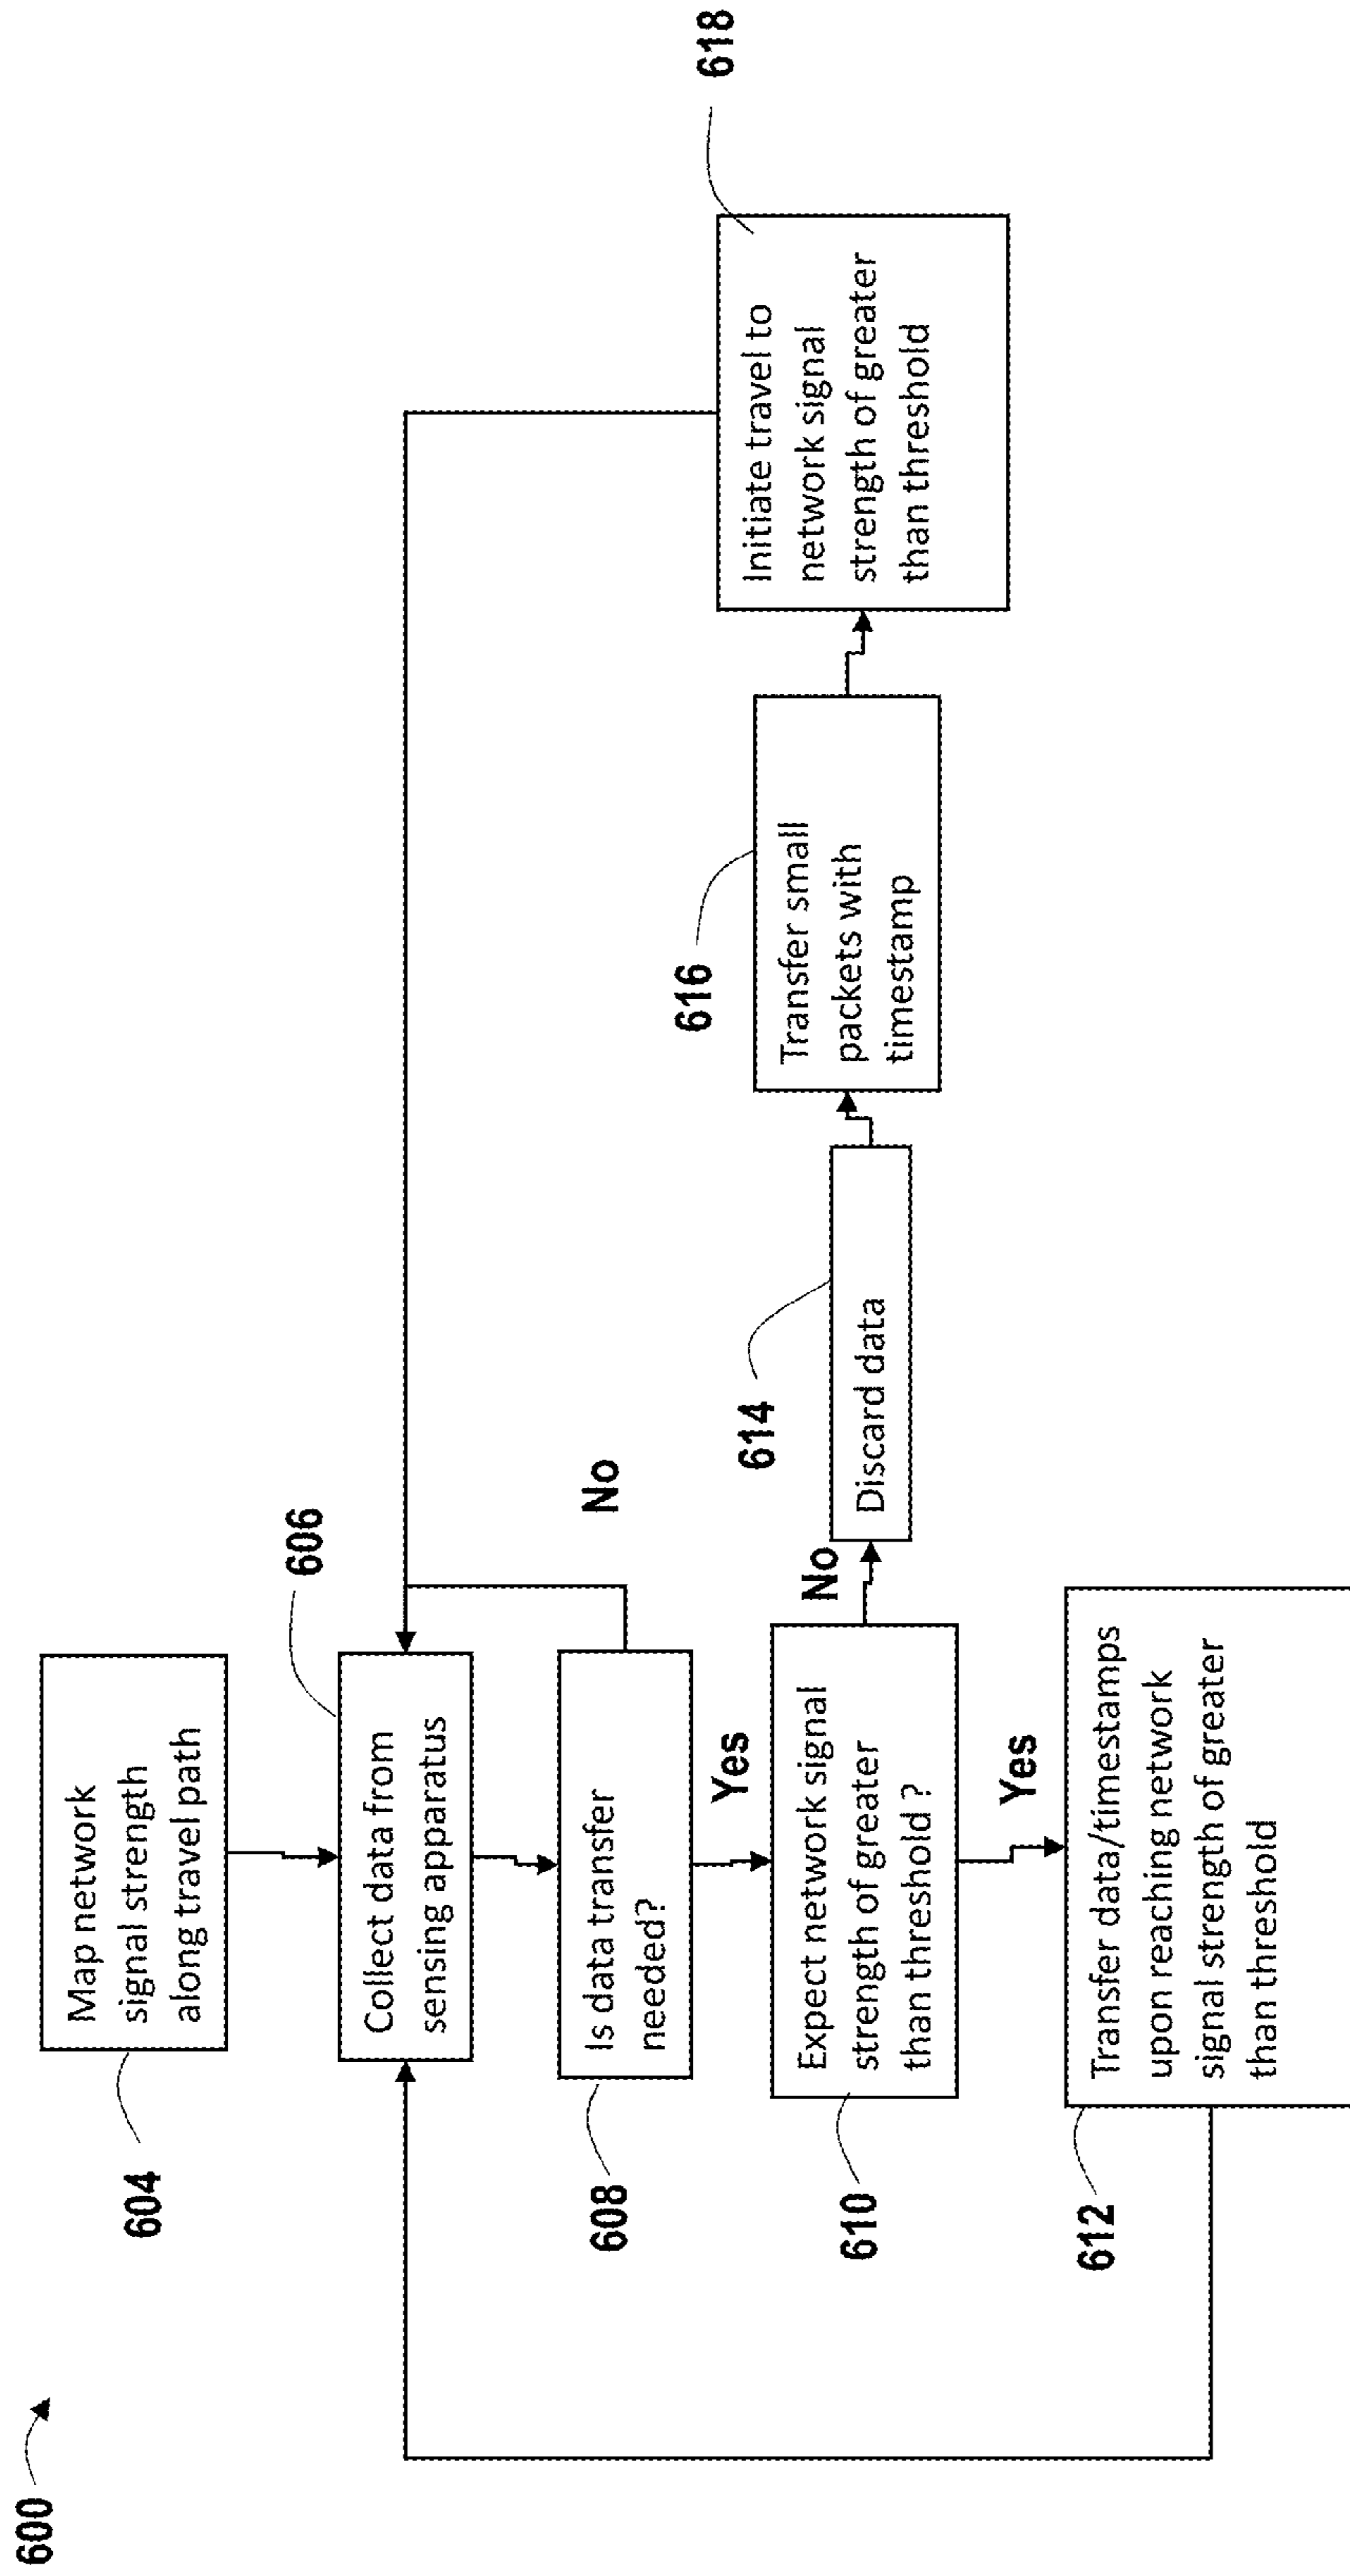 600
604
Map network
signal strength
along travel path
606
Collect data from
sensing apparatus
608
Is data transfer
needed?
No
Yes
610
Expect network signal
strength of greater
than threshold ?
No
Yes
612
Transfer data/timestamps
upon reaching network
signal strength of greater
than threshold
614
Discard data
616
Transfer small
packets with
timestamp
618
Initiate travel to
network signal
strength of greater
than threshold